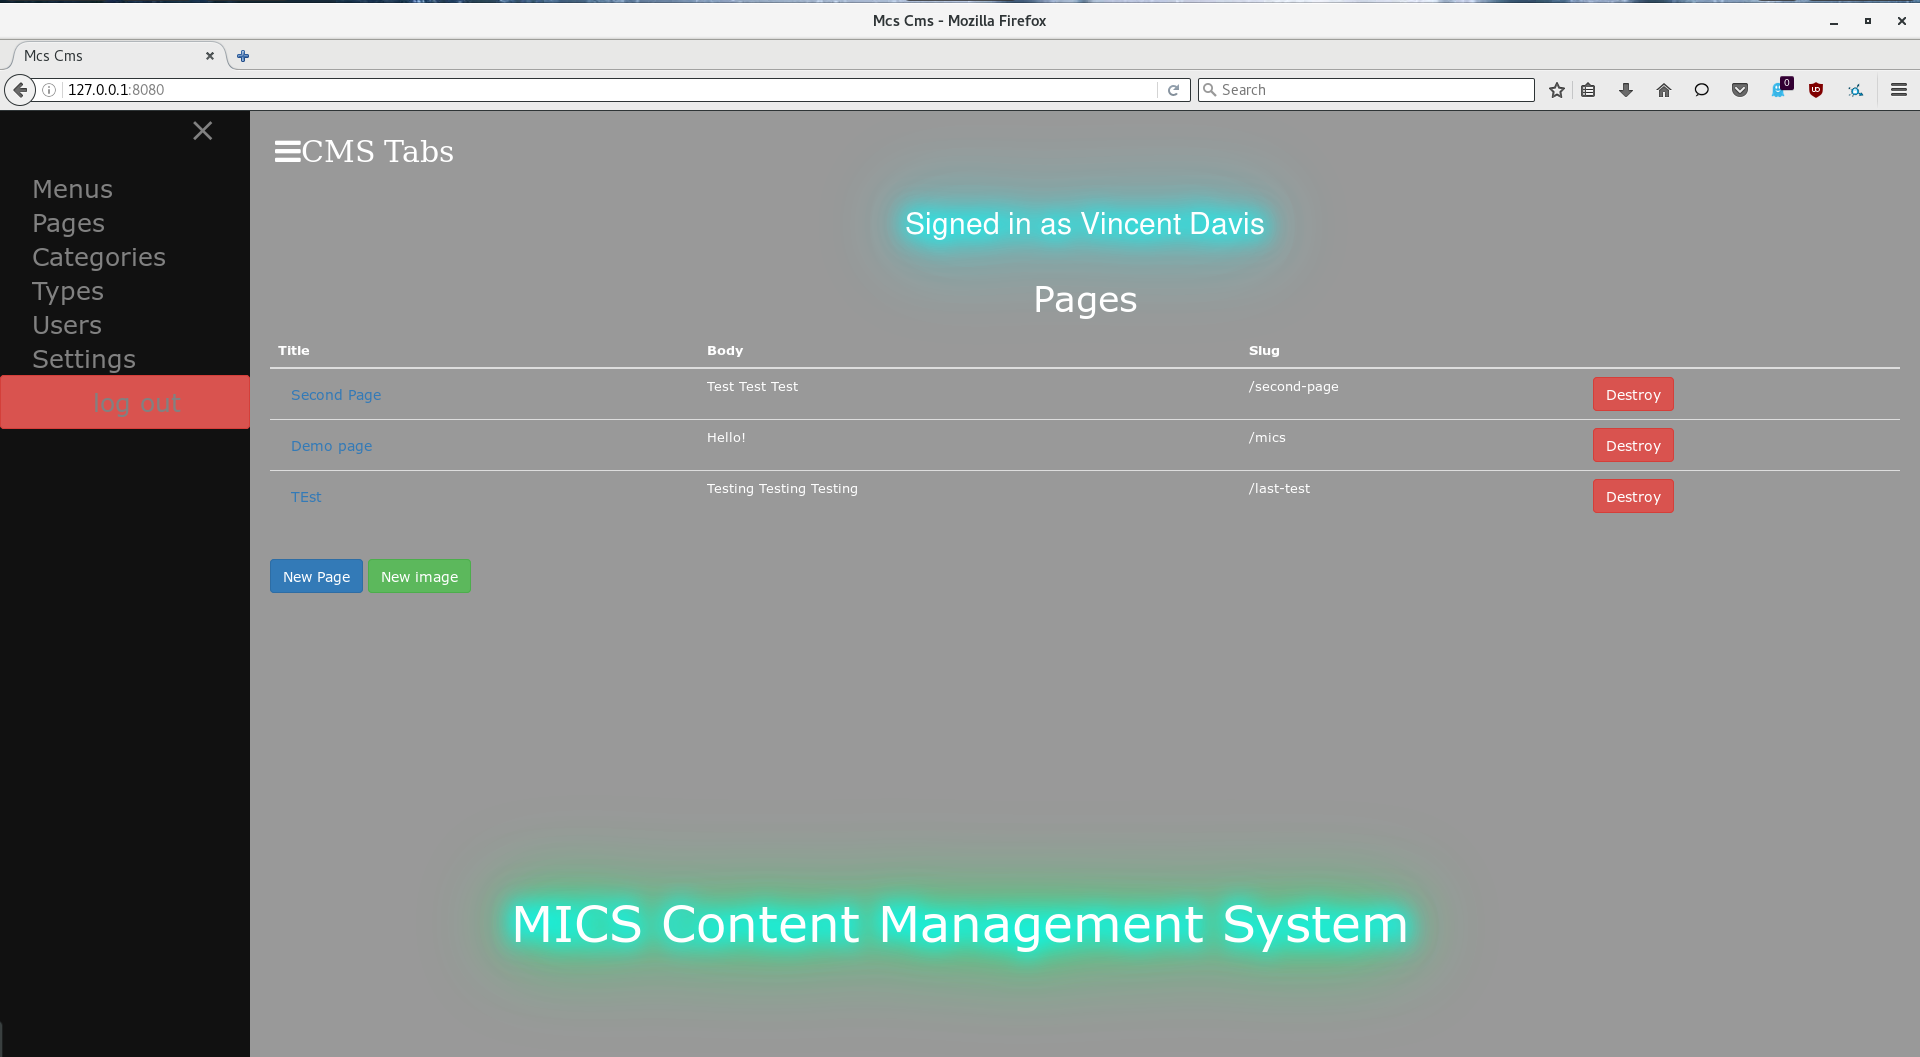 Mcs Cms - Mozilla Firefox
Mcs Cms
127.0.0.1:8080
Search
0
CMS Tabs
Menus
Pages
Categories
Types
Users
Settings
log out
Signed in as Vincent Davis
Pages
Title Body Slug
Second Page Test Test Test /second-page Destroy
Demo page Hello! /mics Destroy
TEst Testing Testing Testing /last-test Destroy
New Page New image
MICS Content Management System